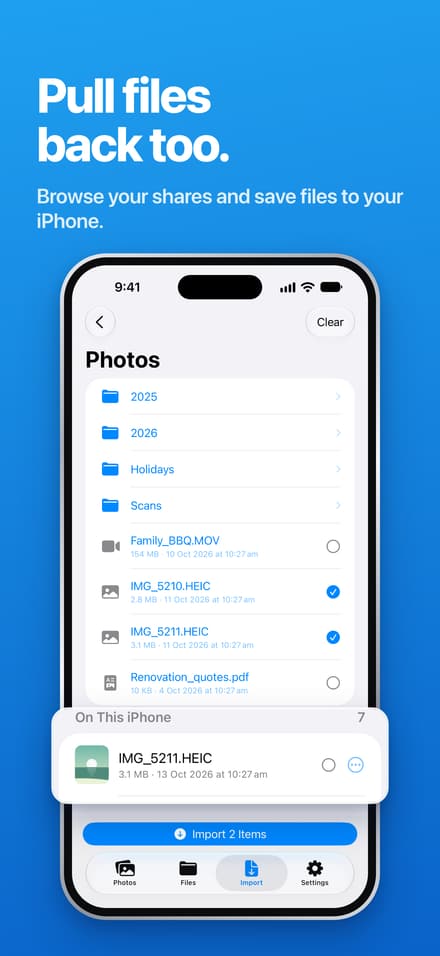 Pull files
back too.
Browse your shares and save files to your
iPhone.
9:41
Clear
Photos
2025
2026
Holidays
Scans
Family_BBQ.MOV
154 MB · 10 Oct 2026 at 10:27 am
IMG_5210.HEIC
2.8 MB · 11 Oct 2026 at 10:27 am
IMG_5211.HEIC
3.1 MB · 11 Oct 2026 at 10:27 am
Renovation_quotes.pdf
10 KB · 4 Oct 2026 at 10:27 am
On This iPhone 7
IMG_5211.HEIC
3.1 MB · 13 Oct 2026 at 10:27 am
Import 2 Items
Photos Files Import Settings